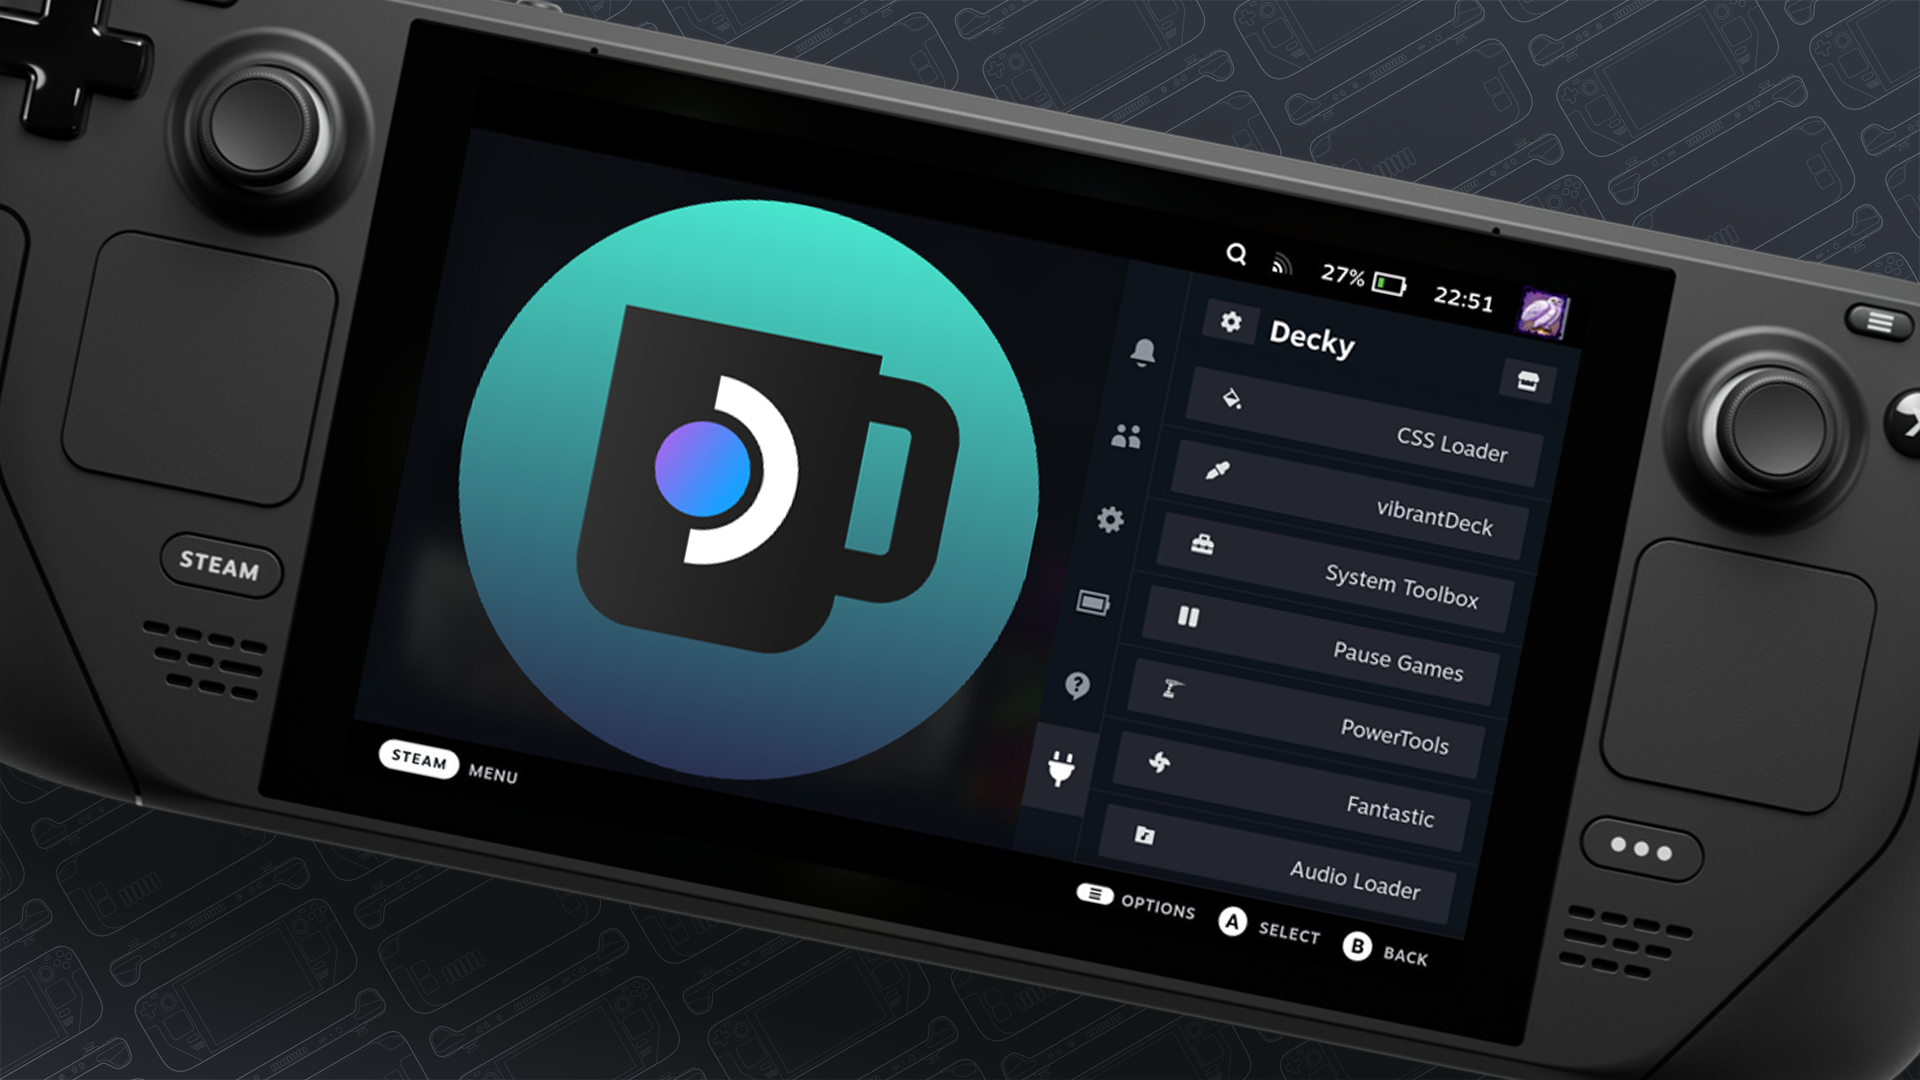 27%
22:51
Decky
CSS Loader
vibrantDeck
System Toolbox
Pause Games
PowerTools
Fantastic
Audio Loader
STEAM
STEAM MENU
OPTIONS A SELECT B BACK